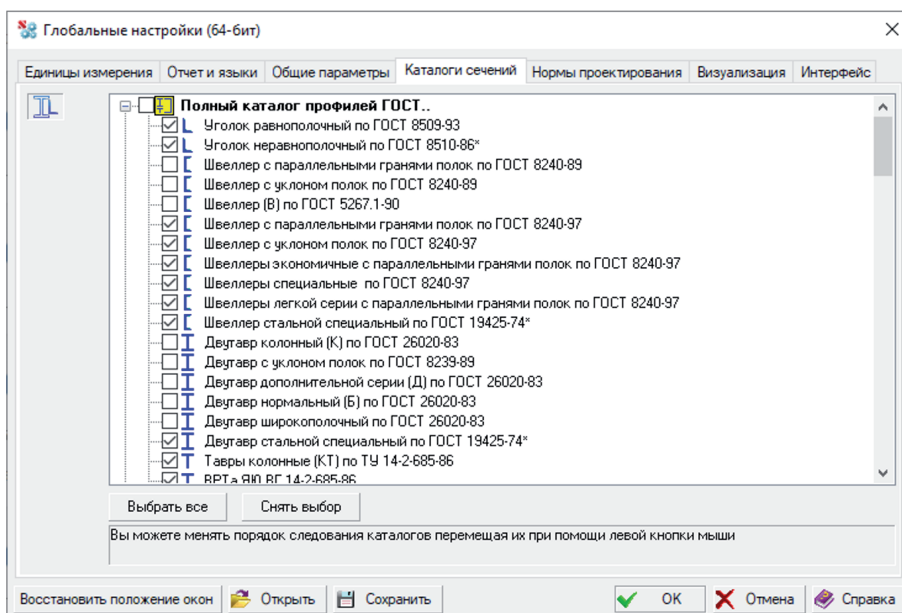 Глобальные настройки (64-бит)
Единицы измерения Отчет и языки Общие параметры Каталоги сечений Нормы проектирования Визуализация Интерфейс
Полный каталог профилей ГОСТ..
Уголок равнополочный по ГОСТ 8509-93
Уголок неравнополочный по ГОСТ 8510-86*
Швеллер с параллельными гранями полок по ГОСТ 8240-89
Швеллер с уклоном полок по ГОСТ 8240-89
Швеллер (В) по ГОСТ 5267.1-90
Швеллер с параллельными гранями полок по ГОСТ 8240-97
Швеллер с уклоном полок по ГОСТ 8240-97
Швеллеры экономичные с параллельными гранями полок по ГОСТ 8240-97
Швеллеры специальные по ГОСТ 8240-97
Швеллеры легкой серии с параллельными гранями полок по ГОСТ 8240-97
Швеллер стальной специальный по ГОСТ 19425-74*
Двутавр колонный (К) по ГОСТ 26020-83
Двутавр с уклоном полок по ГОСТ 8239-89
Двутавр дополнительной серии (Д) по ГОСТ 26020-83
Двутавр нормальный (Б) по ГОСТ 26020-83
Двутавр широкополочный по ГОСТ 26020-83
Двутавр стальной специальный по ГОСТ 19425-74*
Тавры колонные (КТ) по ТУ 14-2-685-86
14-2-685-86
Выбрать все Снять выбор
Вы можете менять порядок следования каталогов перемещая их при помощи левой кнопки мыши
Восстановить положение окон Открыть Сохранить ОК Отмена Справка